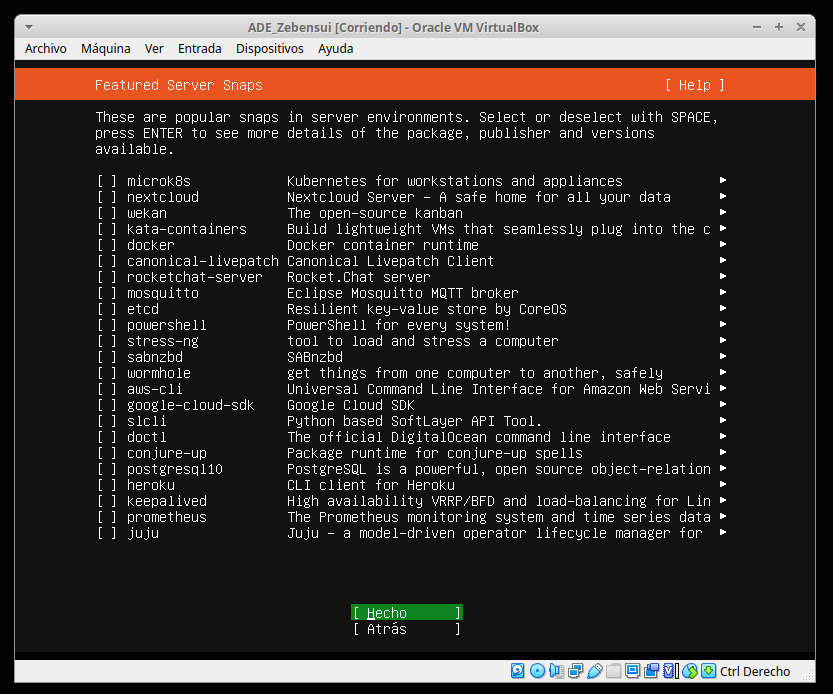 ADE_Zebensui [Corriendo] - Oracle VM VirtualBox
Archivo Máquina Ver Entrada Dispositivos Ayuda
Featured Server Snaps [ Help ]
These are popular snaps in server environments. Select or deselect with SPACE,
press ENTER to see more details of the package, publisher and versions
available.
[ ] microk8s Kubernetes for workstations and appliances ►
[ ] nextcloud Nextcloud Server - A safe home for all your data ►
[ ] wekan The open-source kanban ►
[ ] kata-containers Build lightweight VMs that seamlessly plug into the c ►
[ ] docker Docker container runtime ►
[ ] canonical-livepatch Canonical Livepatch Client ►
[ ] rocketchat-server Rocket.Chat server ►
[ ] mosquitto Eclipse Mosquitto MQTT broker ►
[ ] etcd Resilient key-value store by CoreOS ►
[ ] powershell PowerShell for every system! ►
[ ] stress-ng tool to load and stress a computer ►
[ ] sabnzbd SABnzbd ►
[ ] wormhole get things from one computer to another, safely ►
[ ] aws-cli Universal Command Line Interface for Amazon Web Servi ►
[ ] google-cloud-sdk Google Cloud SDK ►
[ ] slcli Python based SoftLayer API Tool. ►
[ ] doctl The official DigitalOcean command line interface ►
[ ] conjure-up Package runtime for conjure-up spells ►
[ ] postgresql10 PostgreSQL is a powerful, open source object-relation ►
[ ] heroku CLI client for Heroku ►
[ ] keepalived High availability VRRP/BFD and load-balancing for Lin ►
[ ] prometheus The Prometheus monitoring system and time series data ►
[ ] juju Juju - a model-driven operator lifecycle manager for ►
[ Hecho ]
[ Atrás ]
Ctrl Derecho